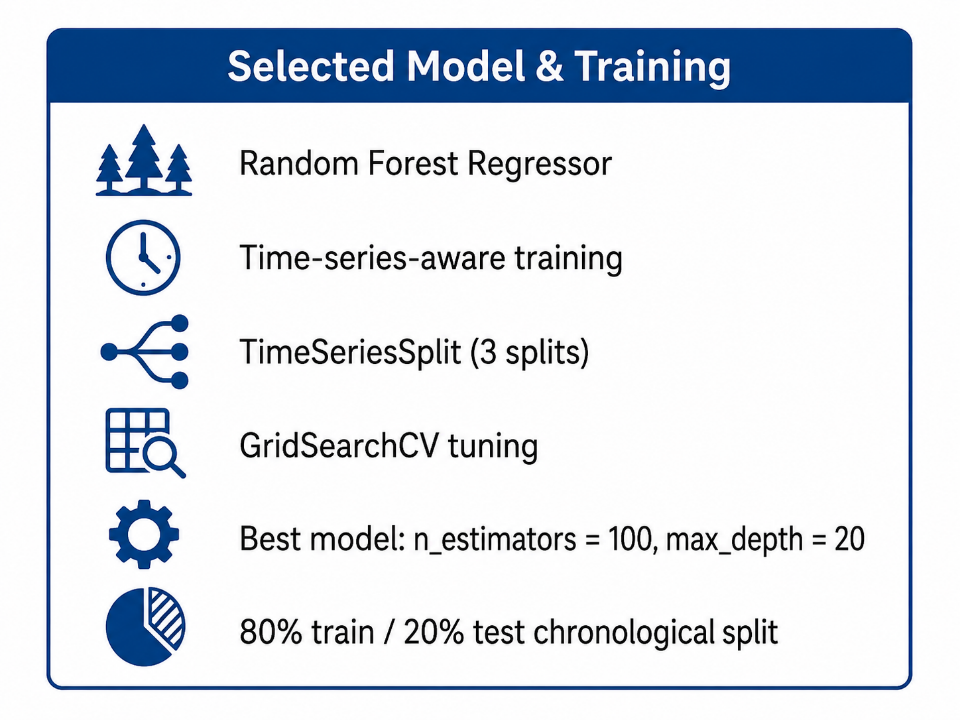 Selected Model & Training
Random Forest Regressor
Time-series-aware training
TimeSeriesSplit (3 splits)
GridSearchCV tuning
Best model: n_estimators = 100, max_depth = 20
80% train / 20% test chronological split